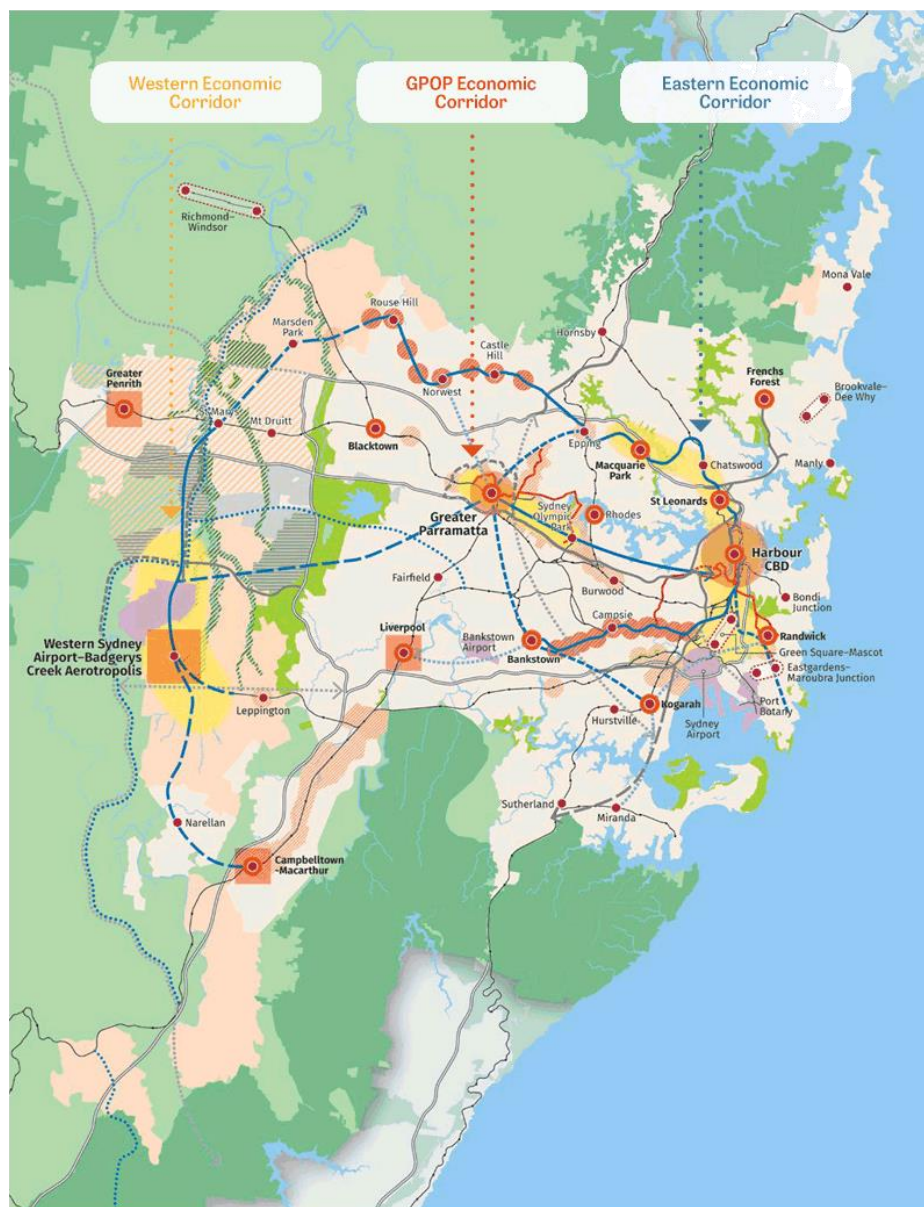 Western Economic
Corridor
GPOP Economic
Corridor
Eastern Economic
Corridor
Richmond–
Windsor
Mona Vale
Rouse Hill
Marsden
Park
Hornsby
Castle
Hill
Greater
Penrith
Norwest
Frenchs
Forest
Brookvale–
Dee Why
St Marys
Mt Druitt
Blacktown
Epping
Macquarie
Park
Chatswood
Manly
St Leonards
Greater
Parramatta
Sydney
Olympic
Park
Rhodes
Harbour
CBD
Fairfield
Burwood
Bondi
Junction
Liverpool
Campsie
Western Sydney
Airport–Badgerys
Creek Aerotropolis
Bankstown
Airport
Bankstown
Randwick
Green Square–Mascot
Eastgardens–
Maroubra Junction
Leppington
Kogarah
Port
Botany
Hurstville
Sydney
Airport
Sutherland
Miranda
Narellan
Campbelltown
–Macarthur